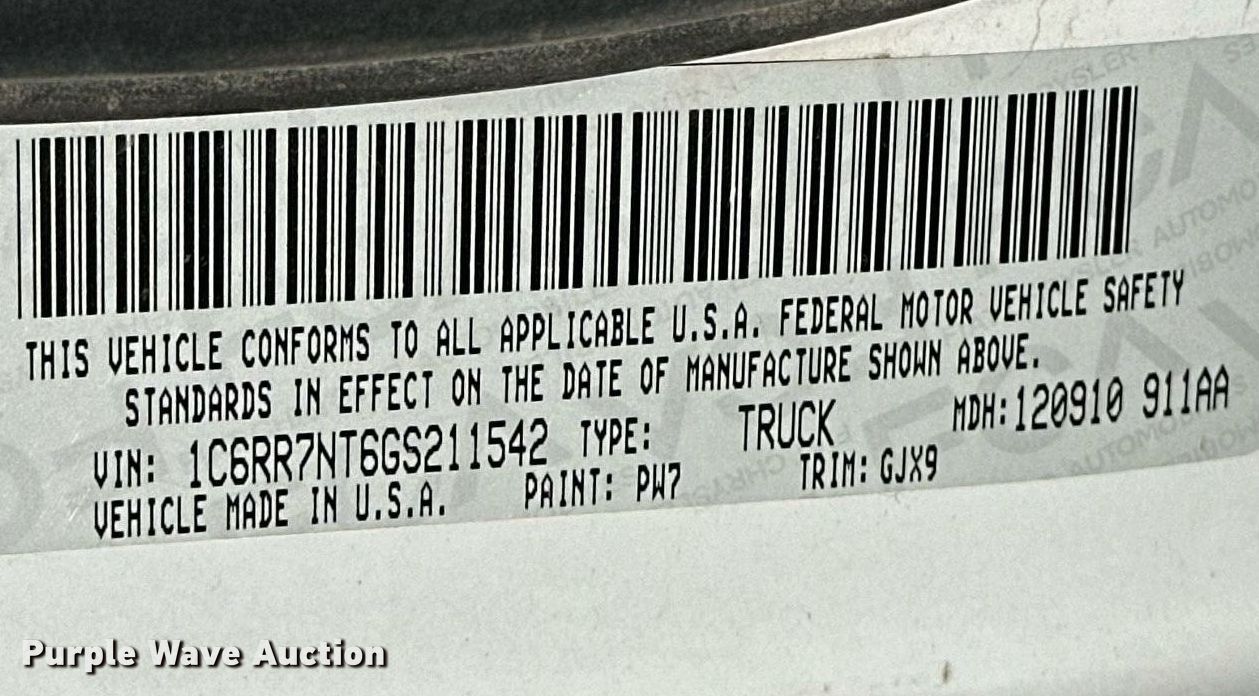 THIS VEHICLE CONFORMS TO ALL APPLICABLE U.S.A. FEDERAL MOTOR VEHICLE SAFETY
STANDARDS IN EFFECT ON THE DATE OF MANUFACTURE SHOWN ABOVE.
VIN: 1C6RR7NT6GS211542 TYPE: TRUCK MDH:120910 911AA
VEHICLE MADE IN U.S.A. PAINT: PW7 TRIM: GJX9
Purple Wave Auction